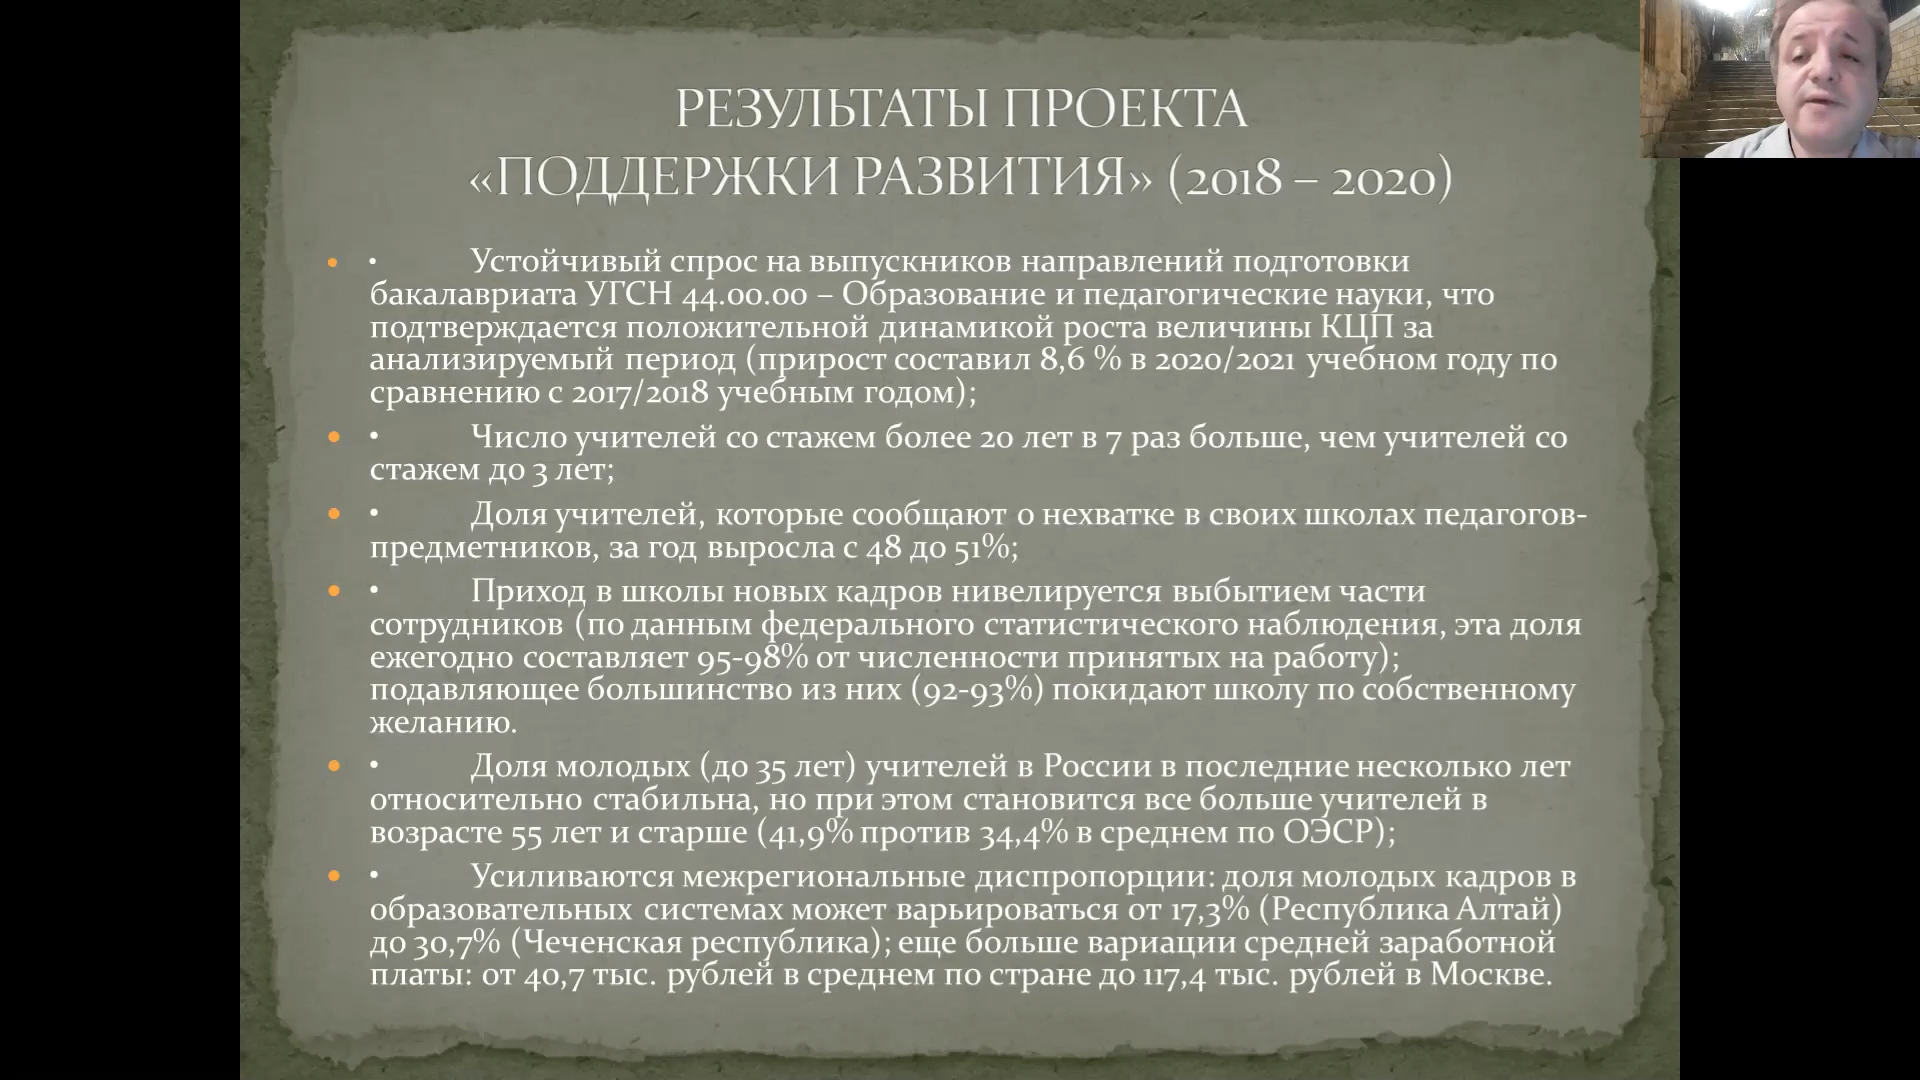 РЕЗУЛЬТАТЫ ПРОЕКТА
«ПОДДЕРЖКИ РАЗВИТИЯ» (2018 – 2020)
• • Устойчивый спрос на выпускников направлений подготовки
бакалавриата УГСН 44.00.00 – Образование и педагогические науки, что
подтверждается положительной динамикой роста величины КЦП за
анализируемый период (прирост составил 8,6 % в 2020/2021 учебном году по
сравнению с 2017/2018 учебным годом);
• • Число учителей со стажем более 20 лет в 7 раз больше, чем учителей со
стажем до 3 лет;
• • Доля учителей, которые сообщают о нехватке в своих школах педагогов-
предметников, за год выросла с 48 до 51%;
• • Приход в школы новых кадров нивелируется выбытием части
сотрудников (по данным федерального статистического наблюдения, эта доля
ежегодно составляет 95-98% от численности принятых на работу);
подавляющее большинство из них (92-93%) покидают школу по собственному
желанию.
• • Доля молодых (до 35 лет) учителей в России в последние несколько лет
относительно стабильна, но при этом становится все больше учителей в
возрасте 55 лет и старше (41,9% против 34,4% в среднем по ОЭСР);
• • Усиливаются межрегиональные диспропорции: доля молодых кадров в
образовательных системах может варьироваться от 17,3% (Республика Алтай)
до 30,7% (Чеченская республика); еще больше вариации средней заработной
платы: от 40,7 тыс. рублей в среднем по стране до 117,4 тыс. рублей в Москве.